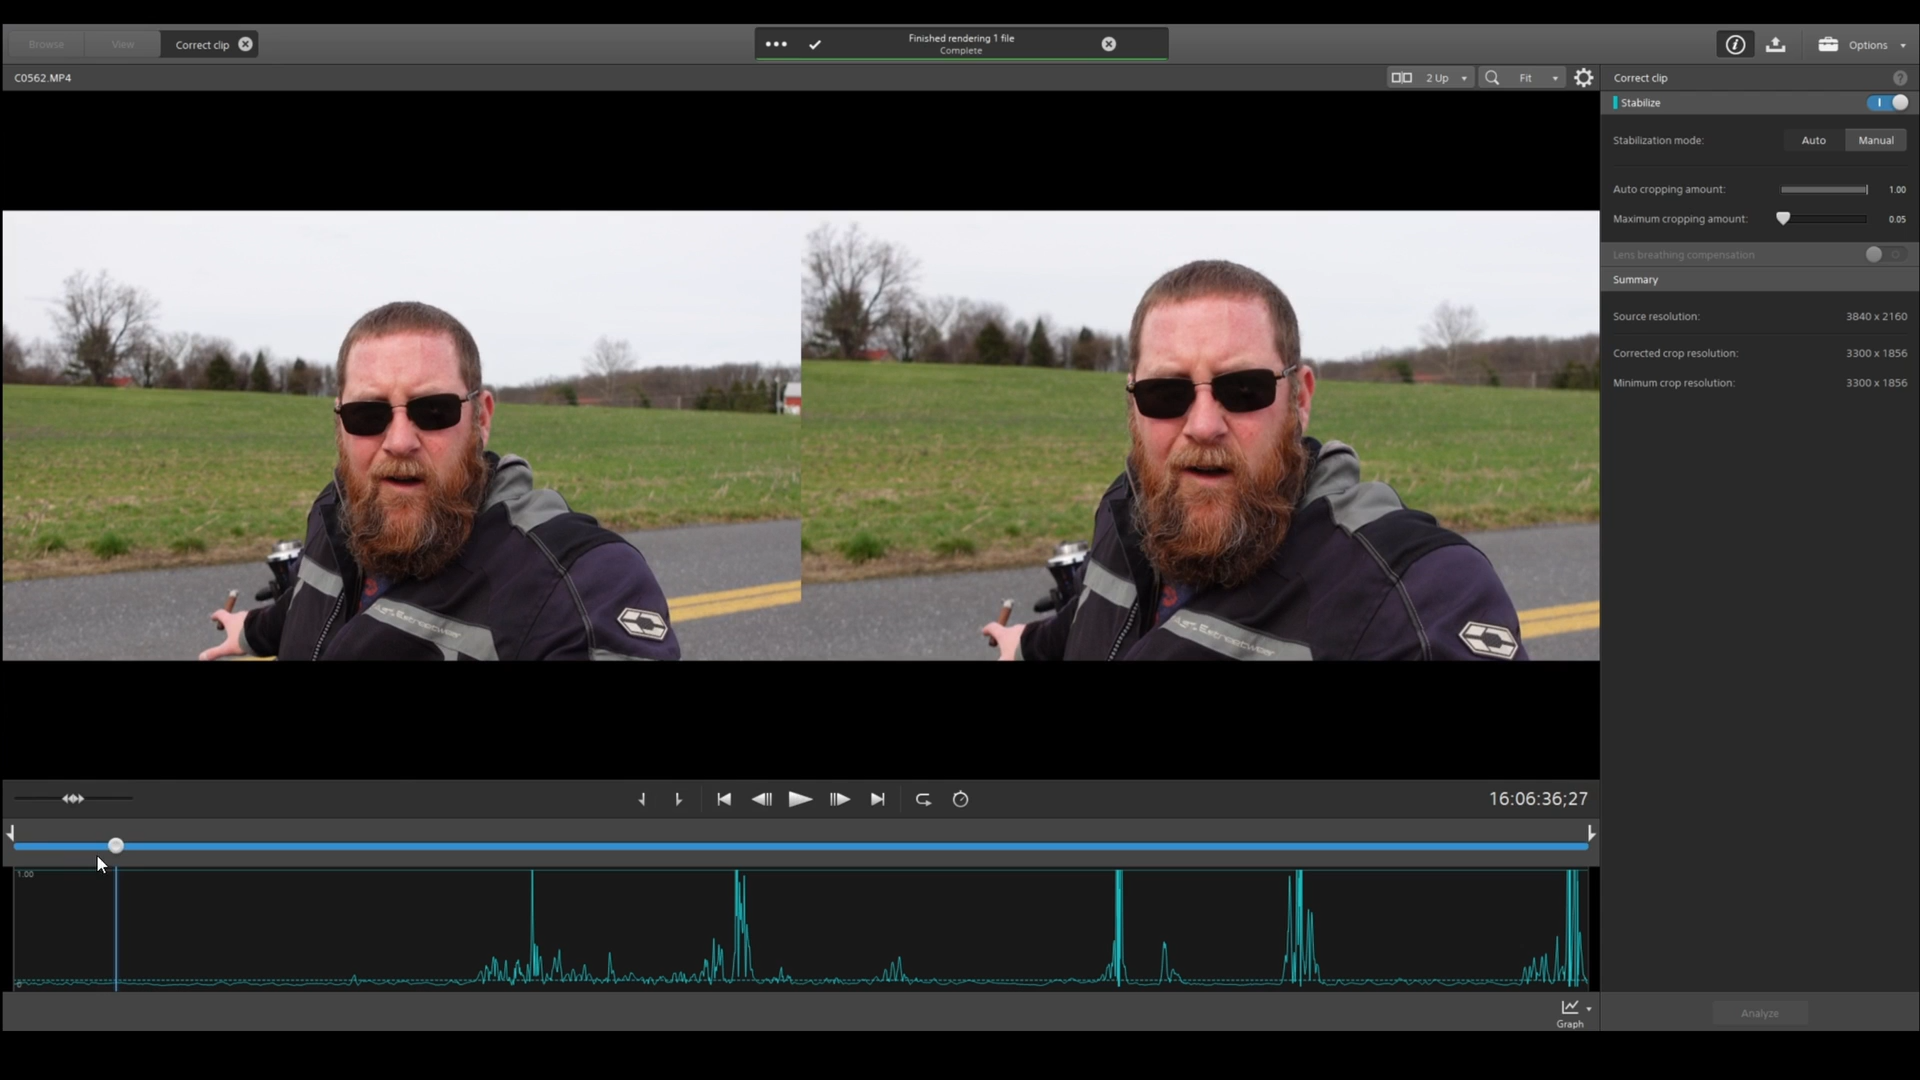 Browse
View
Correct clip
Finished rendering 1 file
Complete
Options
C0562.MP4
2 Up
Fit
Correct clip
?
Stabilize
Stabilization mode:
Auto
Manual
Auto cropping amount:
1.00
Maximum cropping amount:
0.05
Lens breathing compensation
Summary
Source resolution:
3840 x 2160
Corrected crop resolution:
3300 x 1856
Minimum crop resolution:
3300 x 1856
16:06:36;27
1.00
0
Graph
Analyze